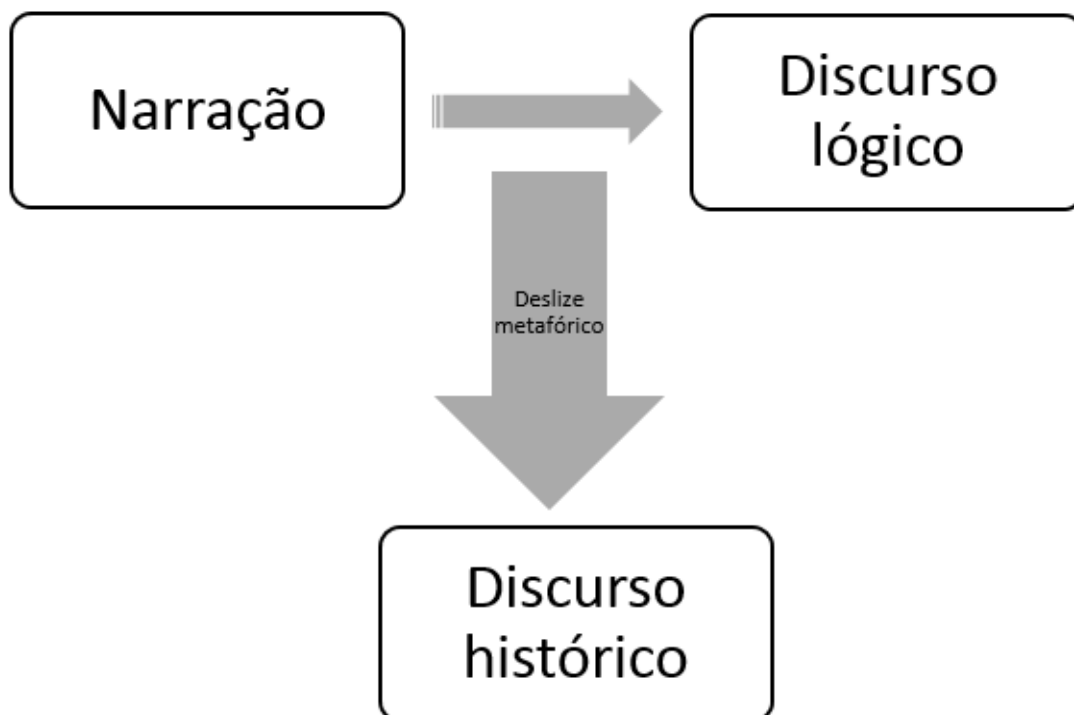 Narração
Discurso
lógico
Deslize
metafórico
Discurso
histórico